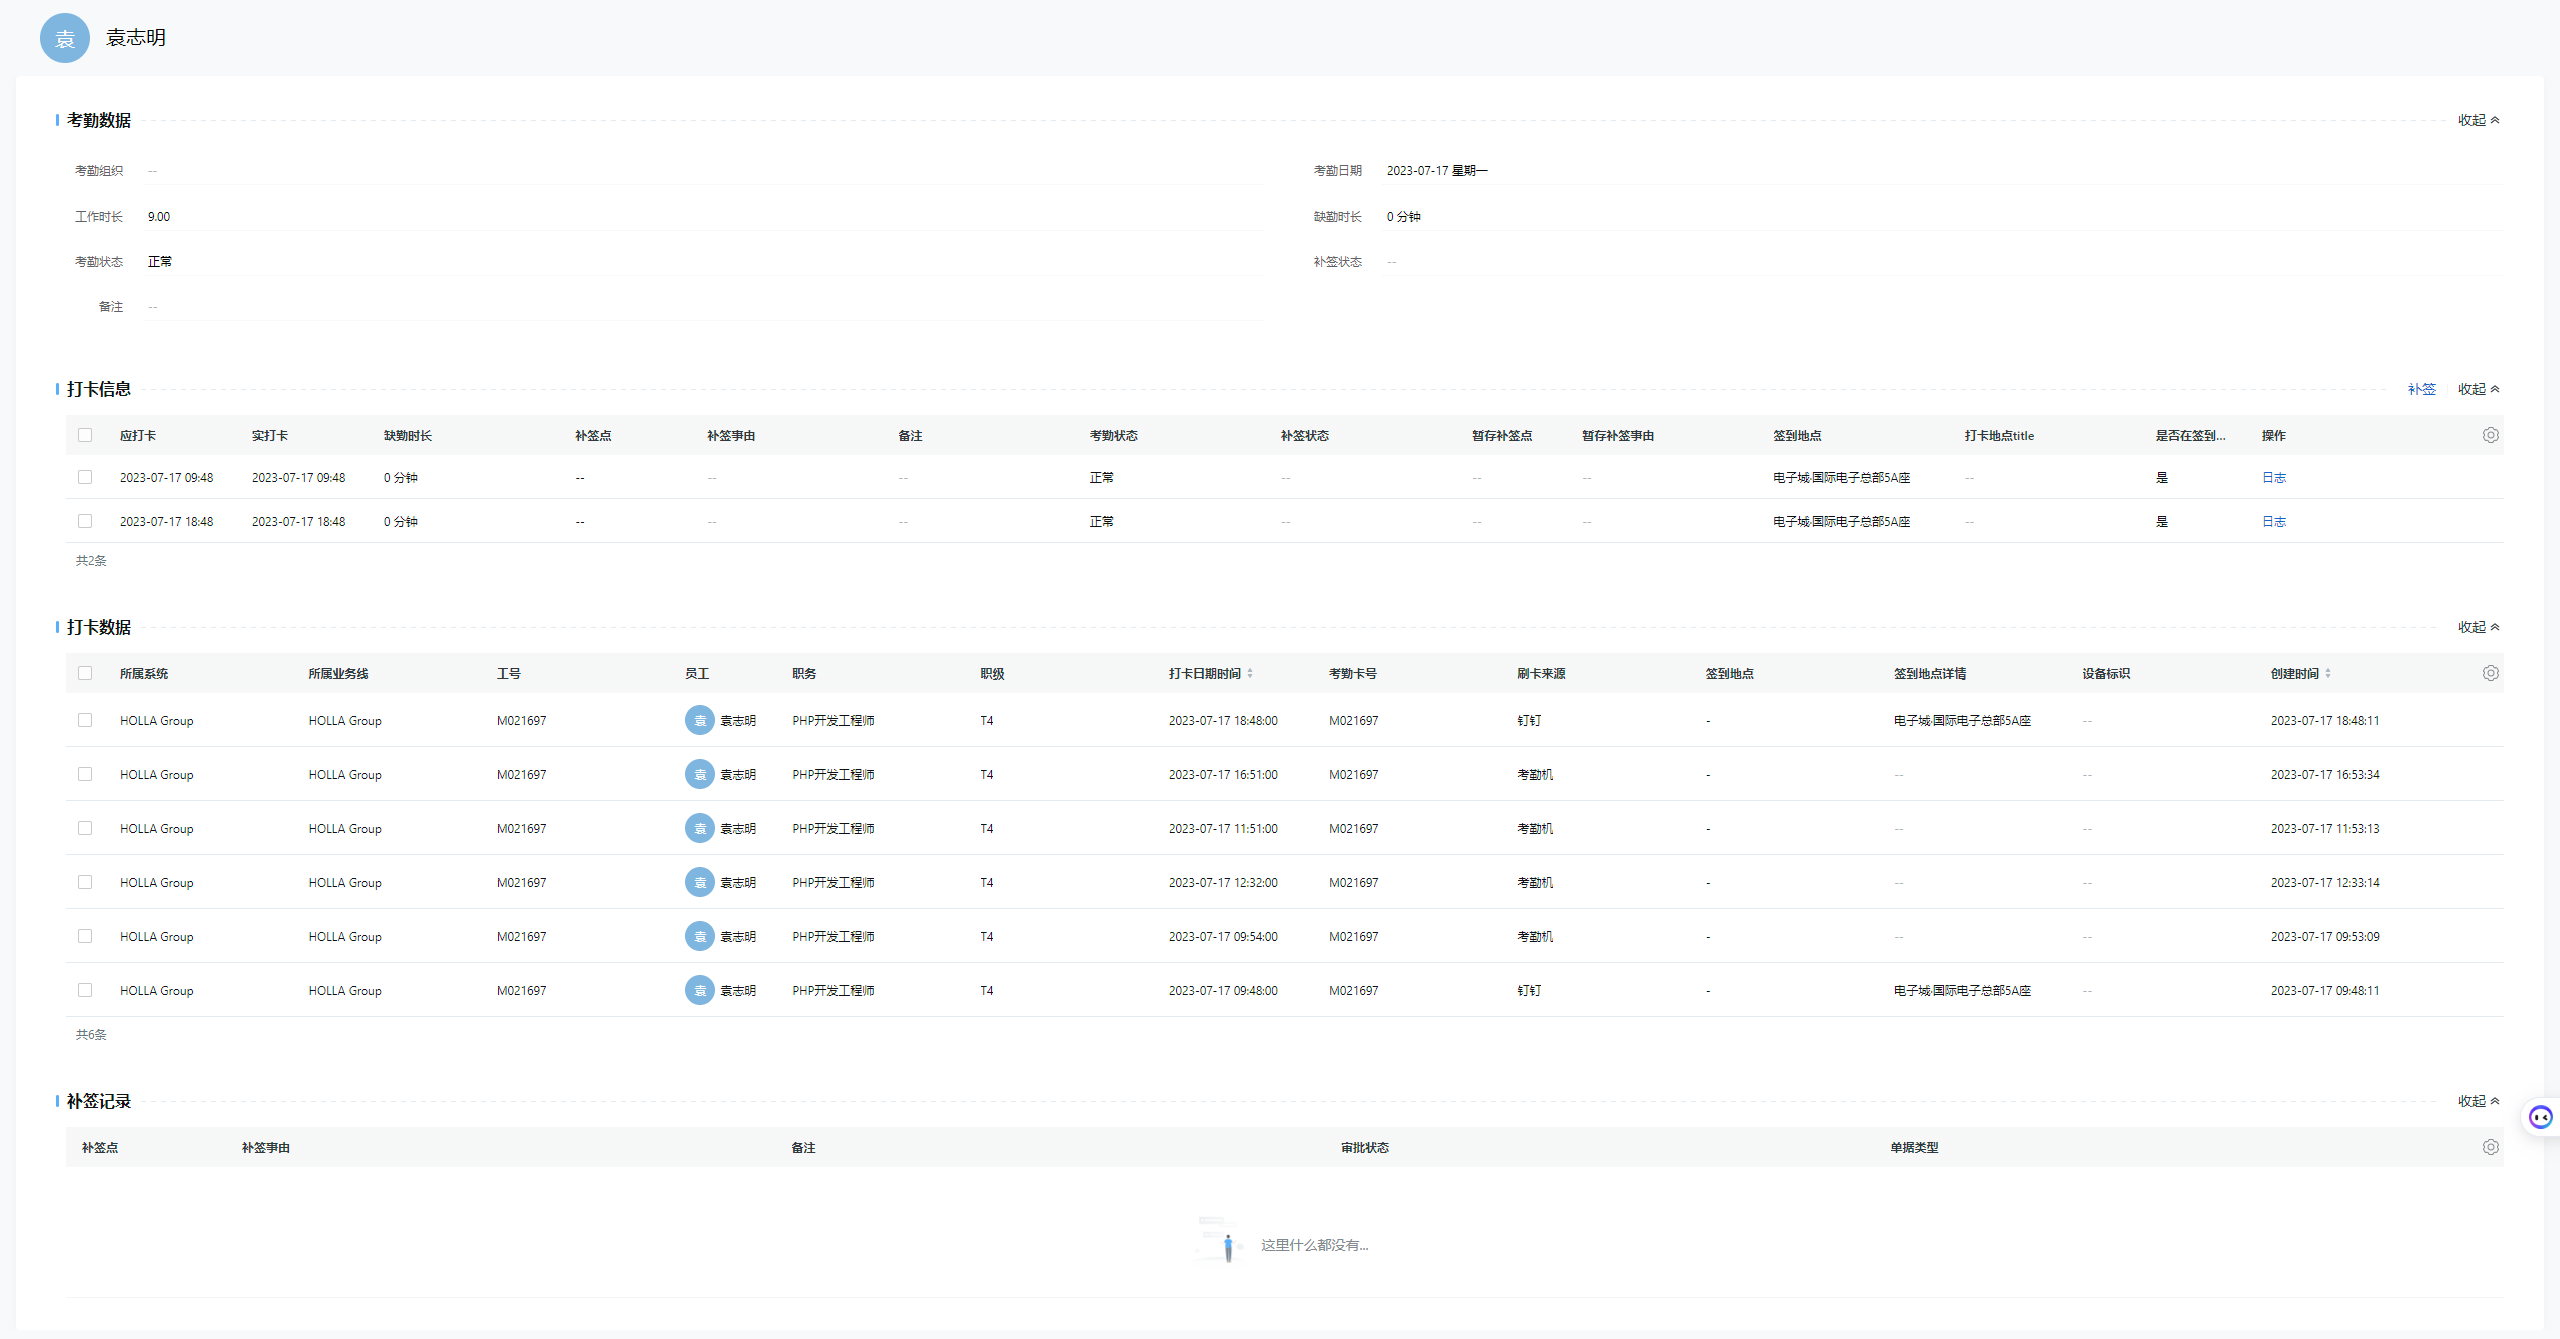 袁 袁志明
考勤数据 收起
考勤组织 -- 考勤日期 2023-07-17 星期一
工作时长 9.00 缺勤时长 0 分钟
考勤状态 正常 补签状态 --
备注 --
打卡信息 补签 收起
应打卡 实打卡 缺勤时长 补签点 补签事由 备注 考勤状态 补签状态 暂存补签点 暂存补签事由 签到地点 打卡地点title 是否在签到... 操作
2023-07-17 09:48 2023-07-17 09:48 0 分钟 -- -- -- 正常 -- -- -- 电子城·国际电子总部5A座 -- 是 日志
2023-07-17 18:48 2023-07-17 18:48 0 分钟 -- -- -- 正常 -- -- -- 电子城·国际电子总部5A座 -- 是 日志
共2条
打卡数据 收起
所属系统 所属业务线 工号 员工 职务 职级 打卡日期时间 考勤卡号 刷卡来源 签到地点 签到地点详情 设备标识 创建时间
HOLLA Group HOLLA Group M021697 袁 袁志明 PHP开发工程师 T4 2023-07-17 18:48:00 M021697 钉钉 - 电子城·国际电子总部5A座 -- 2023-07-17 18:48:11
HOLLA Group HOLLA Group M021697 袁 袁志明 PHP开发工程师 T4 2023-07-17 16:51:00 M021697 考勤机 - -- -- 2023-07-17 16:53:34
HOLLA Group HOLLA Group M021697 袁 袁志明 PHP开发工程师 T4 2023-07-17 11:51:00 M021697 考勤机 - -- -- 2023-07-17 11:53:13
HOLLA Group HOLLA Group M021697 袁 袁志明 PHP开发工程师 T4 2023-07-17 12:32:00 M021697 考勤机 - -- -- 2023-07-17 12:33:14
HOLLA Group HOLLA Group M021697 袁 袁志明 PHP开发工程师 T4 2023-07-17 09:54:00 M021697 考勤机 - -- -- 2023-07-17 09:53:09
HOLLA Group HOLLA Group M021697 袁 袁志明 PHP开发工程师 T4 2023-07-17 09:48:00 M021697 钉钉 - 电子城·国际电子总部5A座 -- 2023-07-17 09:48:11
共6条
补签记录 收起
补签点 补签事由 备注 审批状态 单据类型
这里什么都没有...